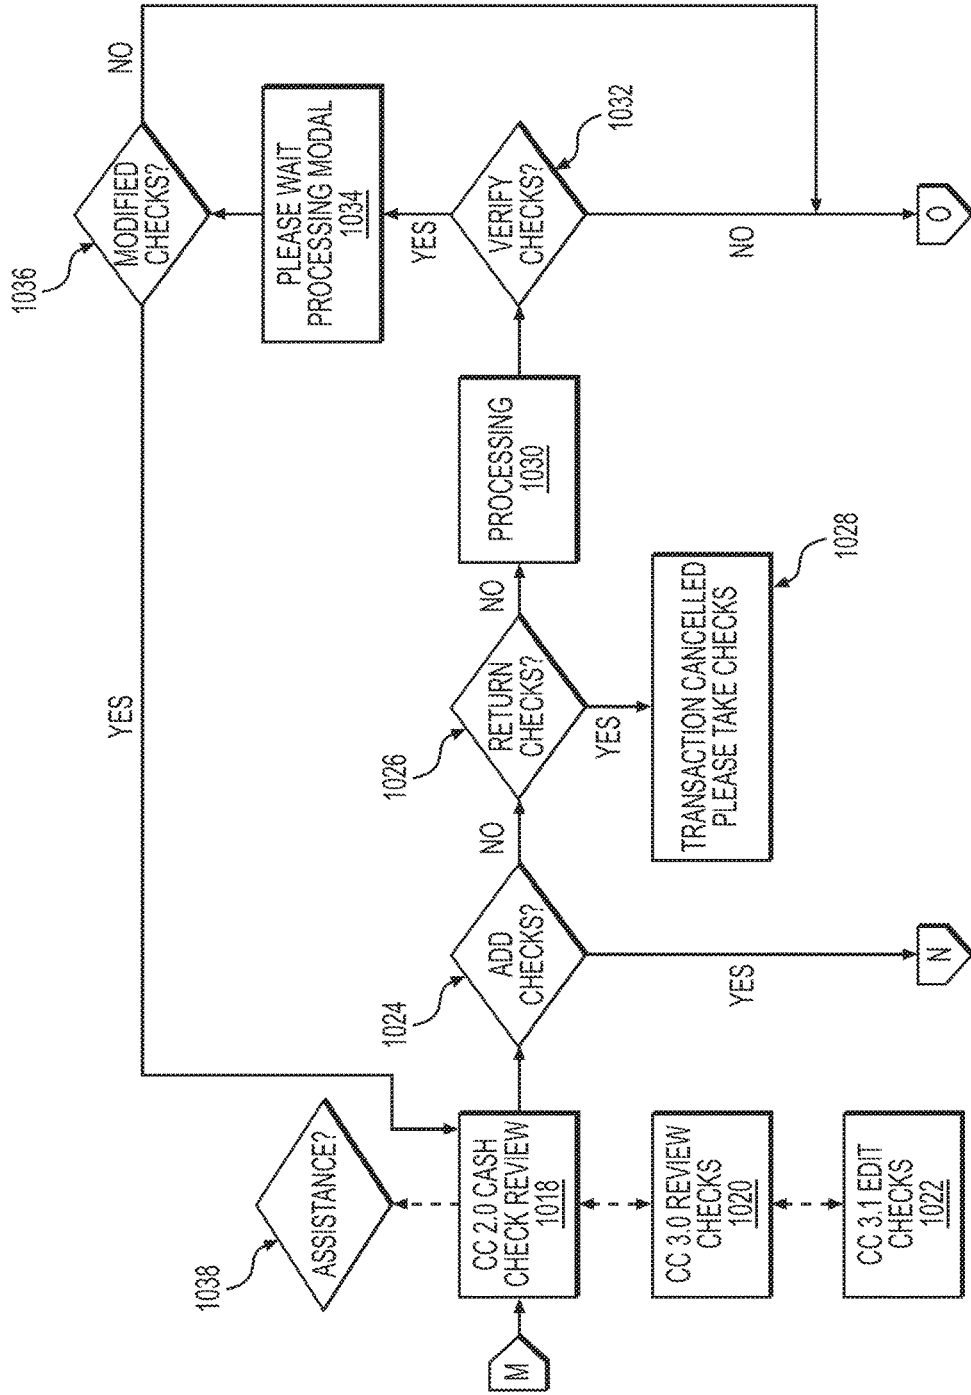 M
CC 2.0 CASH
CHECK REVIEW
1018
ASSISTANCE?
1038
CC 3.0 REVIEW
CHECKS
1020
CC 3.1 EDIT
CHECKS
1022
ADD
CHECKS?
1024
YES
N
NO
RETURN
CHECKS?
1026
YES
TRANSACTION CANCELLED
PLEASE TAKE CHECKS
1028
NO
PROCESSING
1030
VERIFY
CHECKS?
1032
NO
O
YES
PLEASE WAIT
PROCESSING MODAL
1034
MODIFIED
CHECKS?
1036
YES
NO